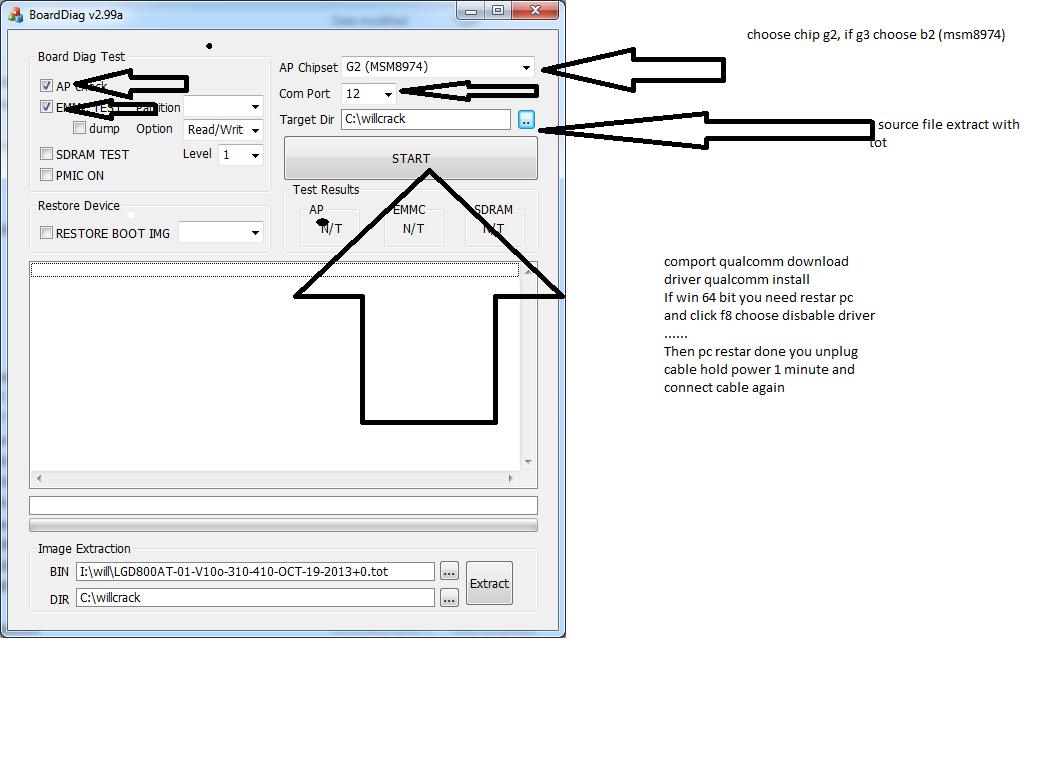 BoardDiag v2.99a
choose chip g2, if g3 choose b2 (msm8974)
Board Diag Test
AP Check
EMMC TEST Partition
dump Option Read/Writ
SDRAM TEST Level 1
PMIC ON
AP Chipset G2 (MSM8974)
Com Port 12
Target Dir C:\willcrack ..
source file extract with
tot
START
Test Results
AP EMMC SDRAM
N/T N/T N/T
Restore Device
RESTORE BOOT IMG
comport qualcomm download
driver qualcomm install
If win 64 bit you need restar pc
and click f8 choose disbable driver
......
Then pc restar done you unplug
cable hold power 1 minute and
connect cable again
Image Extraction
BIN I:\will\LGD800AT-01-V10o-310-410-OCT-19-2013+0.tot ...
DIR C:\willcrack ...
Extract